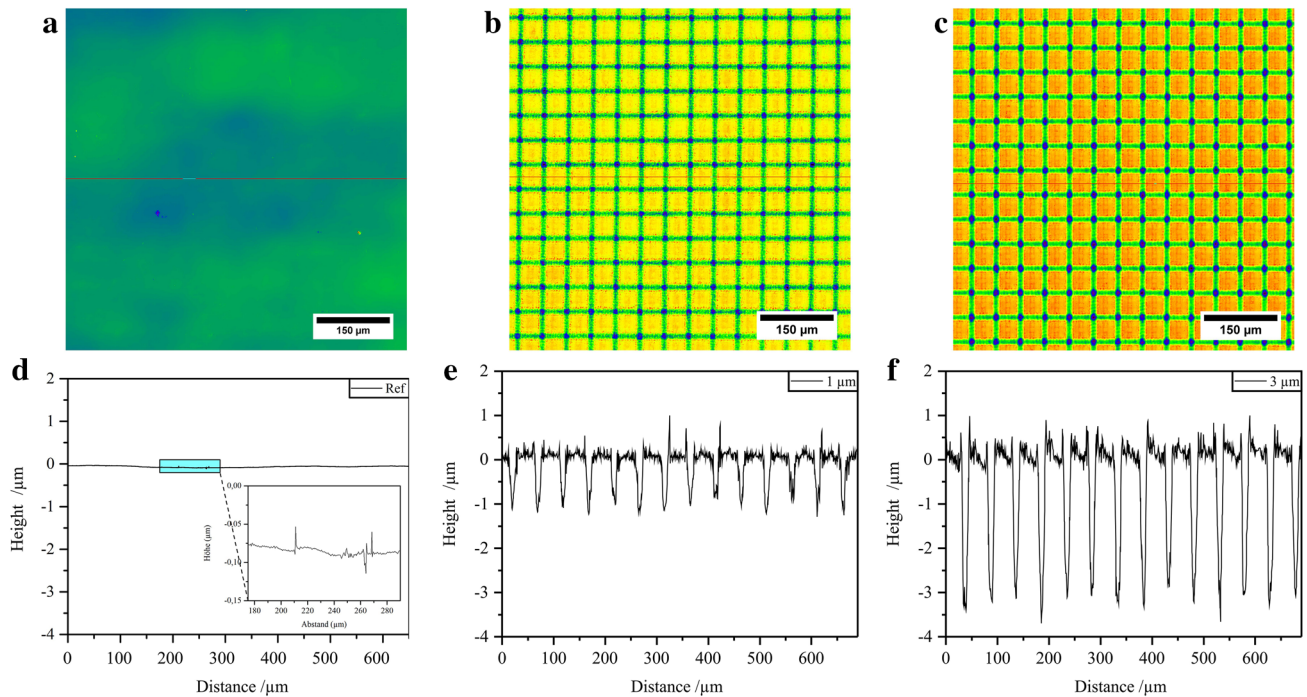 a
b
c
150 µm
150 µm
150 µm
d
e
f
2
1
0
-1
-2
-3
-4
Height /µm
Ref
0,00
-0,05
-0,10
-0,15
Höhe (µm)
180 200 220 240 260 280
Abstand (µm)
0 100 200 300 400 500 600
Distance /µm
2
1
0
-1
-2
-3
-4
Height /µm
1 µm
0 100 200 300 400 500 600
Distance /µm
2
1
0
-1
-2
-3
-4
Height /µm
3 µm
0 100 200 300 400 500 600
Distance /µm